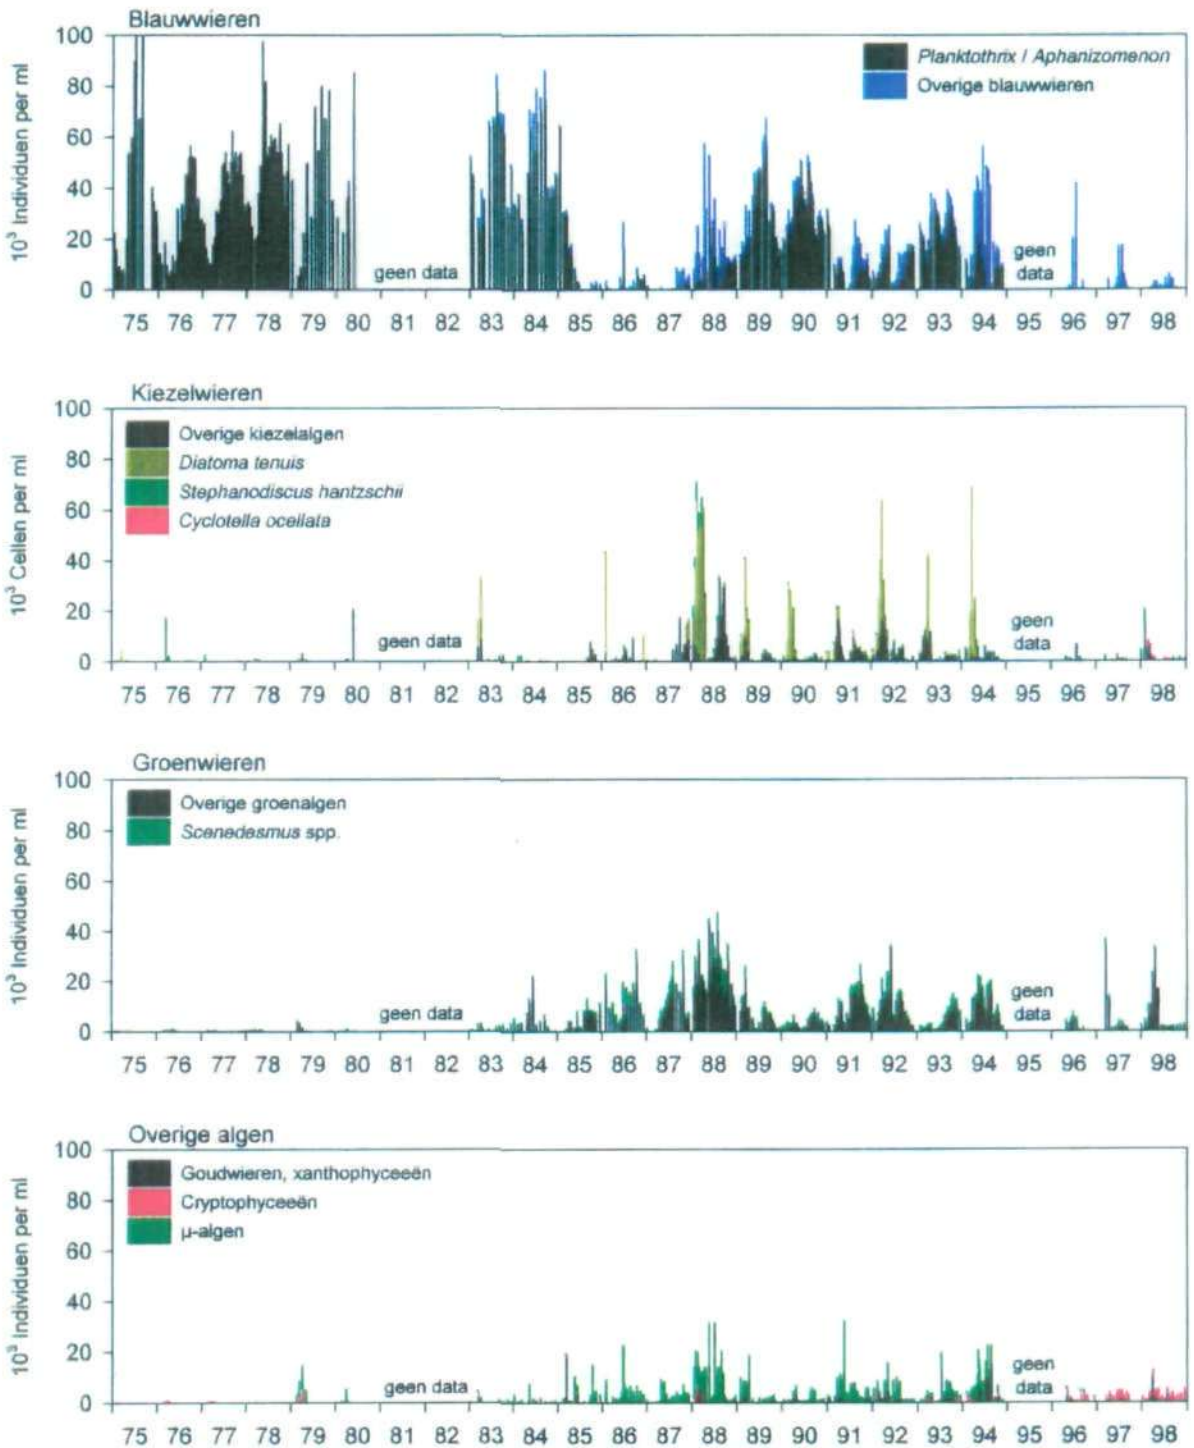 Blauwwieren
10³ Individuen per ml
100
80
60
40
20
0
Planktothrix / Aphanizomenon
Overige blauwwieren
geen data
geen
data
75 76 77 78 79 80 81 82 83 84 85 86 87 88 89 90 91 92 93 94 95 96 97 98
Kiezelwieren
10³ Cellen per ml
100
80
60
40
20
0
Overige kiezelalgen
Diatoma tenuis
Stephanodiscus hantzschii
Cyclotella ocellata
geen data
geen
data
75 76 77 78 79 80 81 82 83 84 85 86 87 88 89 90 91 92 93 94 95 96 97 98
Groenwieren
10³ Individuen per ml
100
80
60
40
20
0
Overige groenalgen
Scenedesmus spp.
geen data
geen
data
75 76 77 78 79 80 81 82 83 84 85 86 87 88 89 90 91 92 93 94 95 96 97 98
Overige algen
10³ Individuen per ml
100
80
60
40
20
0
Goudwieren, xanthophyceeën
Cryptophyceeën
µ-algen
geen data
geen
data
75 76 77 78 79 80 81 82 83 84 85 86 87 88 89 90 91 92 93 94 95 96 97 98